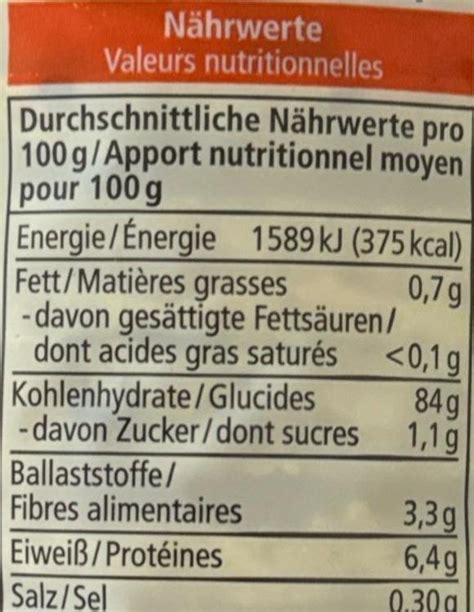 Nährwerte
Valeurs nutritionnelles
Durchschnittliche Nährwerte pro
100 g/Apport nutritionnel moyen
pour 100 g
Energie/Énergie 1589 kJ (375 kcal)
Fett/Matières grasses 0,7 g
- davon gesättigte Fettsäuren/
dont acides gras saturés <0,1 g
Kohlenhydrate/Glucides 84 g
- davon Zucker/dont sucres 1,1 g
Ballaststoffe/
Fibres alimentaires 3,3 g
Eiweiß/Protéines 6,4 g
Salz/Sel 0,30 g